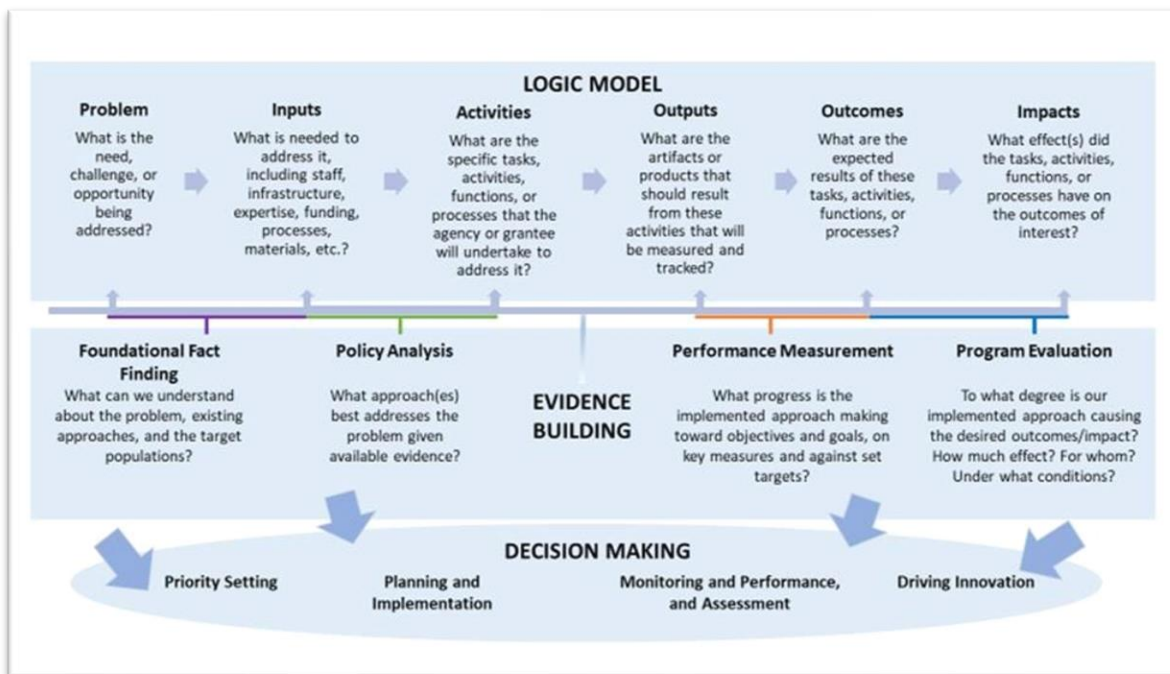 LOGIC MODEL
Problem
What is the
need,
challenge, or
opportunity
being
addressed?
Inputs
What is needed to
address it,
including staff,
infrastructure,
expertise, funding,
processes,
materials, etc.?
Activities
What are the
specific tasks,
activities,
functions, or
processes that the
agency or grantee
will undertake to
address it?
Outputs
What are the
artifacts or
products that
should result
from these
activities that will
be measured and
tracked?
Outcomes
What are the
expected
results of these
tasks, activities,
functions, or
processes?
Impacts
What effect(s) did
the tasks, activities,
functions, or
processes have on
the outcomes of
interest?
Foundational Fact
Finding
What can we understand
about the problem, existing
approaches, and the target
populations?
Policy Analysis
What approach(es)
best addresses the
problem given
available evidence?
EVIDENCE
BUILDING
Performance Measurement
What progress is the
implemented approach making
toward objectives and goals, on
key measures and against set
targets?
Program Evaluation
To what degree is our
implemented approach causing
the desired outcomes/impact?
How much effect? For whom?
Under what conditions?
DECISION MAKING
Priority Setting
Planning and
Implementation
Monitoring and Performance,
and Assessment
Driving Innovation